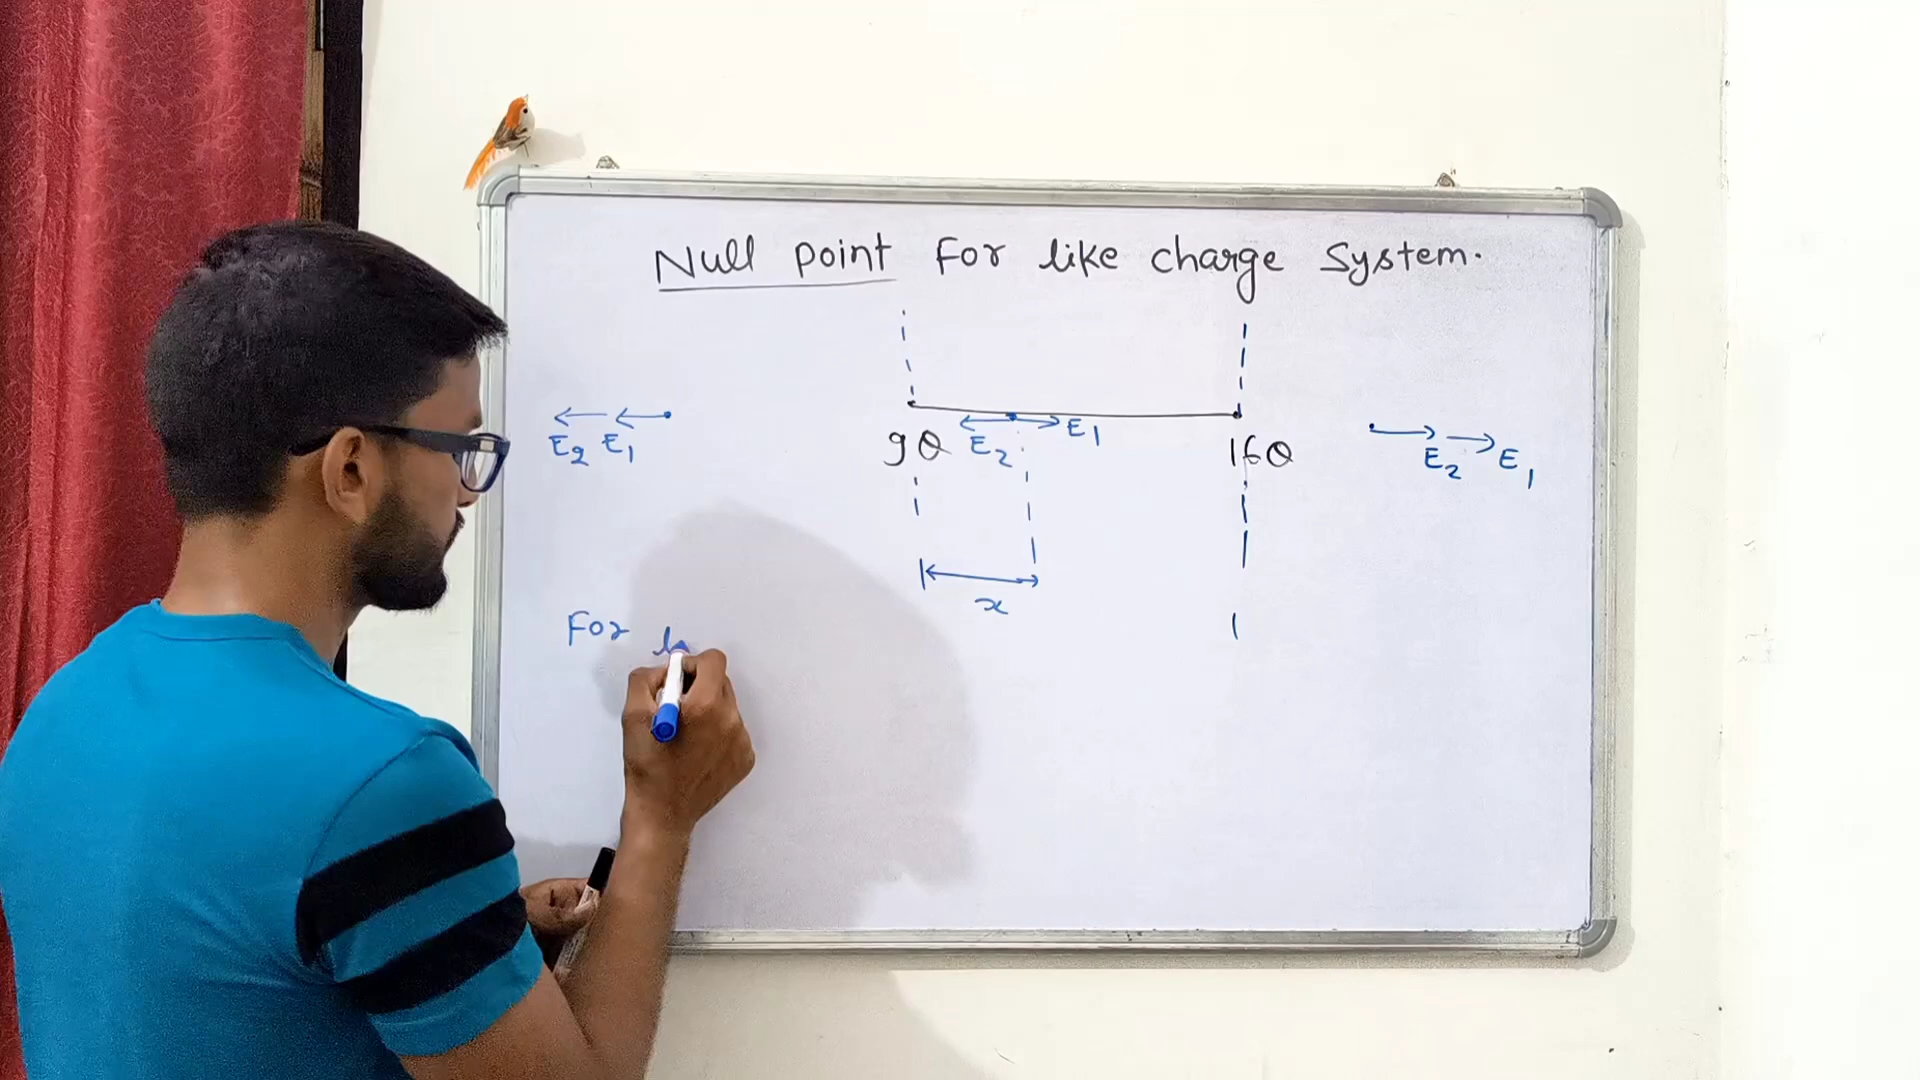 Null point For like charge System.
E2 E1
9Q E2 E1 16Q
E2 E1
x
For